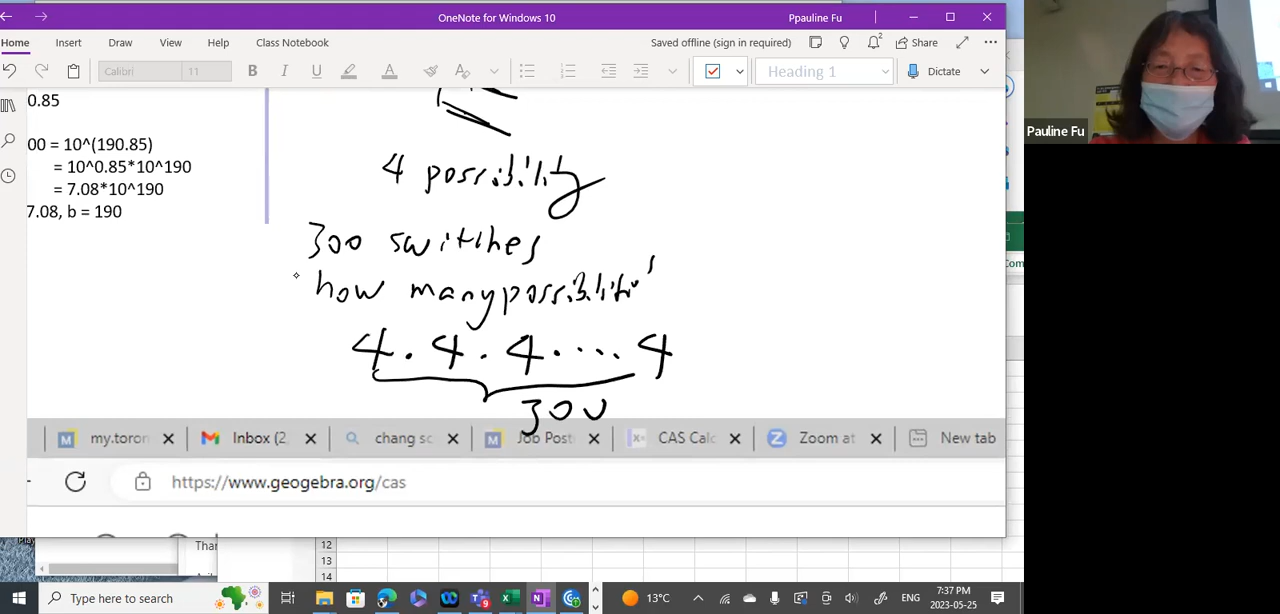 OneNote for Windows 10
Ppauline Fu
Home Insert Draw View Help Class Notebook
Saved offline (sign in required)
Share
Calibri 11 B I U A
Heading 1
Dictate
0.85
00 = 10^(190.85)
= 10^0.85*10^190
= 7.08*10^190
7.08, b = 190
4 possibility
300 switches
how many possibilities
4 . 4 . 4 . . . . 4
300
my.toron
Inbox (2,
chang sc
Job Post
CAS Calc
Zoom at
New tab
https://www.geogebra.org/cas
Pauline Fu
Com
12
13
14
Type here to search
13°C
ENG
7:37 PM
2023-05-25